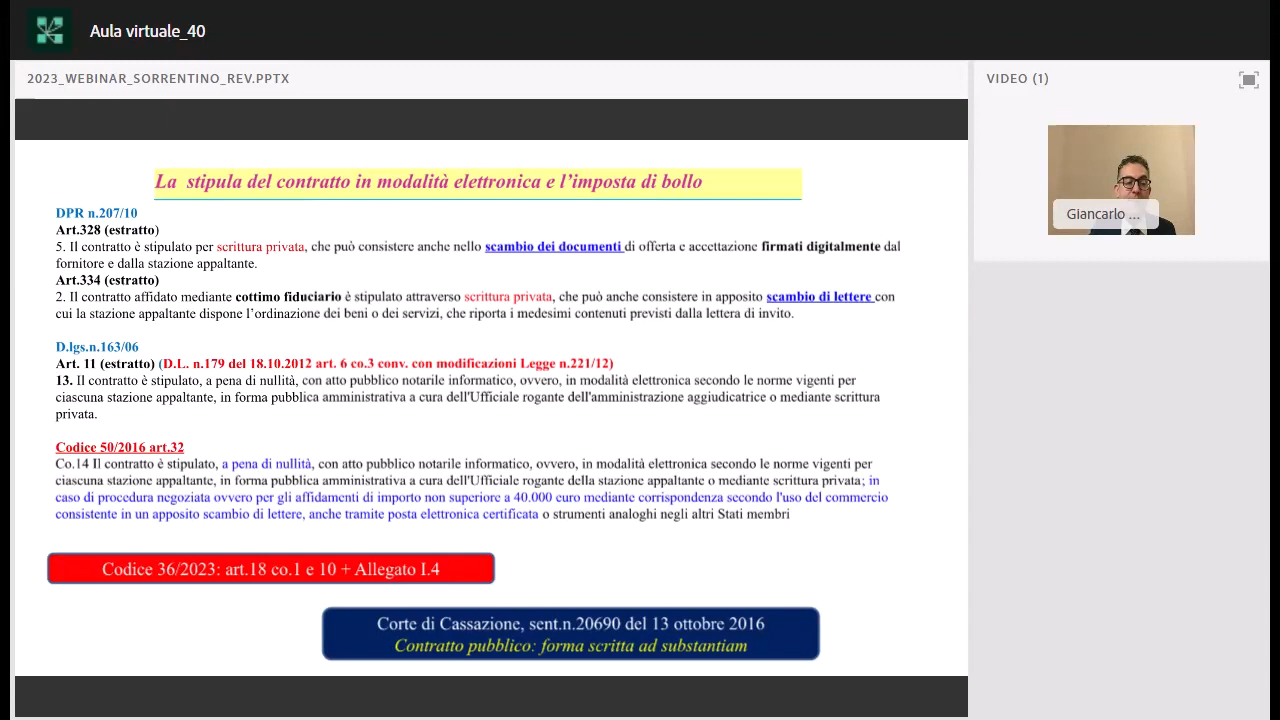 Aula virtuale_40
2023_WEBINAR_SORRENTINO_REV.PPTX
VIDEO (1)
Giancarlo ...
La stipula del contratto in modalità elettronica e l’imposta di bollo
DPR n.207/10
Art.328 (estratto)
5. Il contratto è stipulato per scrittura privata, che può consistere anche nello scambio dei documenti di offerta e accettazione firmati digitalmente dal
fornitore e dalla stazione appaltante.
Art.334 (estratto)
2. Il contratto affidato mediante cottimo fiduciario è stipulato attraverso scrittura privata, che può anche consistere in apposito scambio di lettere con
cui la stazione appaltante dispone l’ordinazione dei beni o dei servizi, che riporta i medesimi contenuti previsti dalla lettera di invito.
D.lgs.n.163/06
Art. 11 (estratto) (D.L. n.179 del 18.10.2012 art. 6 co.3 conv. con modificazioni Legge n.221/12)
13. Il contratto è stipulato, a pena di nullità, con atto pubblico notarile informatico, ovvero, in modalità elettronica secondo le norme vigenti per
ciascuna stazione appaltante, in forma pubblica amministrativa a cura dell'Ufficiale rogante dell'amministrazione aggiudicatrice o mediante scrittura
privata.
Codice 50/2016 art.32
Co.14 Il contratto è stipulato, a pena di nullità, con atto pubblico notarile informatico, ovvero, in modalità elettronica secondo le norme vigenti per
ciascuna stazione appaltante, in forma pubblica amministrativa a cura dell'Ufficiale rogante della stazione appaltante o mediante scrittura privata; in
caso di procedura negoziata ovvero per gli affidamenti di importo non superiore a 40.000 euro mediante corrispondenza secondo l'uso del commercio
consistente in un apposito scambio di lettere, anche tramite posta elettronica certificata o strumenti analoghi negli altri Stati membri
Codice 36/2023: art.18 co.1 e 10 + Allegato I.4
Corte di Cassazione, sent.n.20690 del 13 ottobre 2016
Contratto pubblico: forma scritta ad substantiam